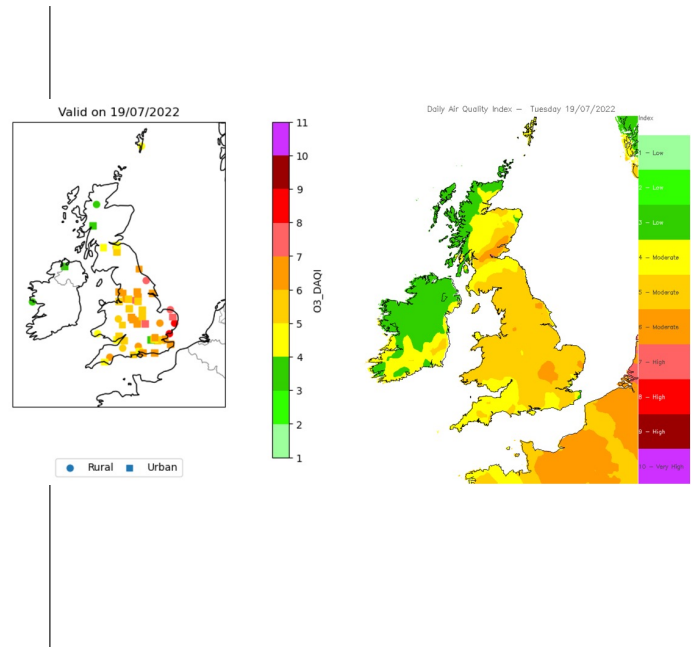 Valid on 19/07/2022
11
10
9
8
7
6
5
4
3
2
1
O3_DAQI
Rural
Urban
Daily Air Quality Index — Tuesday 19/07/2022
Index
1 — Low
2 — Low
3 — Low
4 — Moderate
5 — Moderate
6 — Moderate
7 — High
8 — High
9 — High
10 — Very High